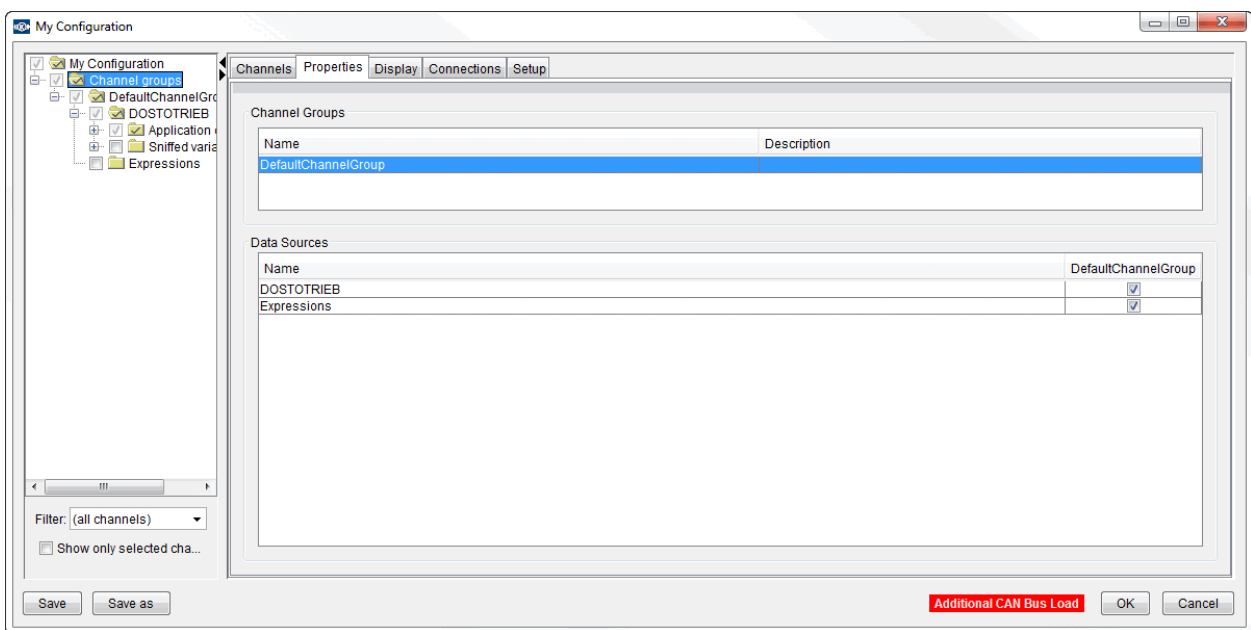 My Configuration
My Configuration
Channel groups
DefaultChannelGro
DOSTOTRIEB
Application
Sniffed varia
Expressions
Filter: (all channels)
Show only selected cha...
Channels Properties Display Connections Setup
Channel Groups
Name Description
DefaultChannelGroup
Data Sources
Name DefaultChannelGroup
DOSTOTRIEB
Expressions
Save Save as Additional CAN Bus Load OK Cancel